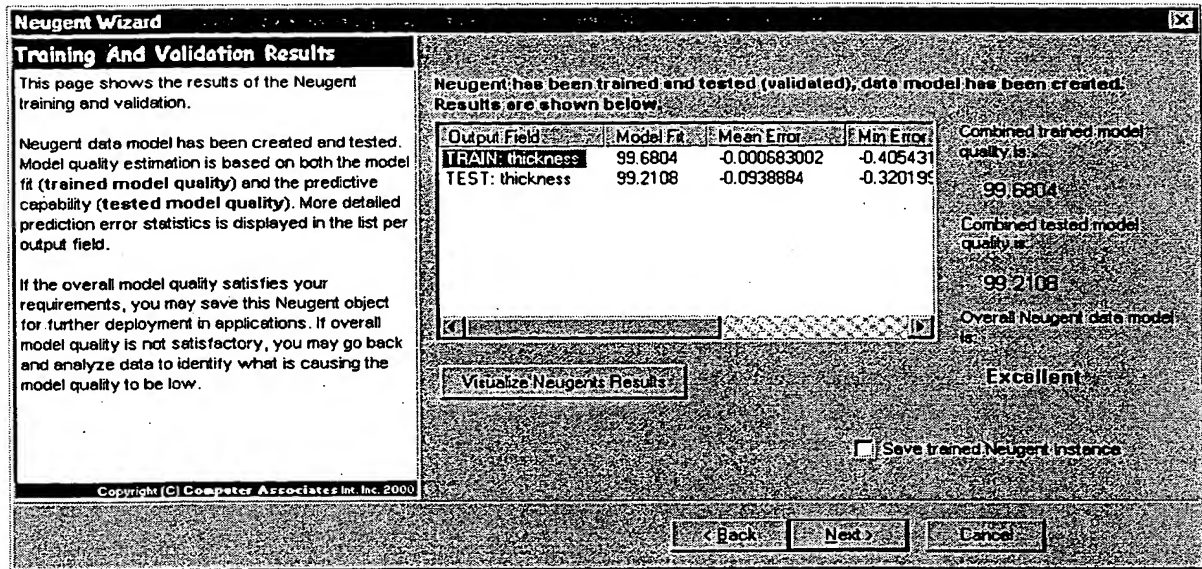 Neugent Wizard
Training And Validation Results
This page shows the results of the Neugent
training and validation.
Neugent data model has been created and tested.
Model quality estimation is based on both the model
fit (trained model quality) and the predictive
capability (tested model quality). More detailed
prediction error statistics is displayed in the list per
output field.
If the overall model quality satisfies your
requirements, you may save this Neugent object
for further deployment in applications. If overall
model quality is not satisfactory, you may go back
and analyze data to identify what is causing the
model quality to be low.
Copyright (C) Computer Associates Int. Inc. 2000
Neugent has been trained and tested (validated), data model has been created.
Results are shown below.
Output Field Model Fit Mean Error Min Error
TRAIN: thickness 99.6804 -0.000683002 -0.405431
TEST: thickness 99.2108 -0.0938884 -0.320199
Visualize Neugents Results
Combined trained model
quality is:
99.6804
Combined tested model
quality is:
99.2108
Overall Neugent data model
is:
Excellent
Save trained Neugent instance
< Back
Next >
Cancel